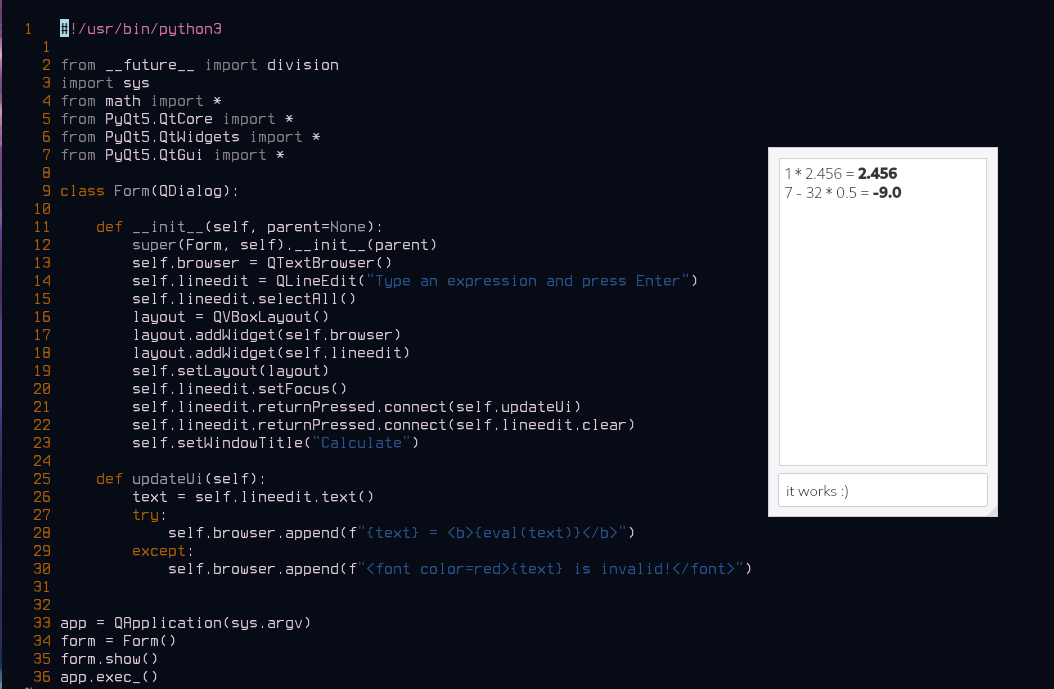 1   #!/usr/bin/python3
  1
  2 from __future__ import division
  3 import sys
  4 from math import *
  5 from PyQt5.QtCore import *
  6 from PyQt5.QtWidgets import *
  7 from PyQt5.QtGui import *
  8
  9 class Form(QDialog):
 10
 11     def __init__(self, parent=None):
 12         super(Form, self).__init__(parent)
 13         self.browser = QTextBrowser()
 14         self.lineedit = QLineEdit("Type an expression and press Enter")
 15         self.lineedit.selectAll()
 16         layout = QVBoxLayout()
 17         layout.addWidget(self.browser)
 18         layout.addWidget(self.lineedit)
 19         self.setLayout(layout)
 20         self.lineedit.setFocus()
 21         self.lineedit.returnPressed.connect(self.updateUi)
 22         self.lineedit.returnPressed.connect(self.lineedit.clear)
 23         self.setWindowTitle("Calculate")
 24
 25     def updateUi(self):
 26         text = self.lineedit.text()
 27         try:
 28             self.browser.append(f"{text} = <b>{eval(text)}</b>")
 29         except:
 30             self.browser.append(f"<font color=red>{text} is invalid!</font>")
 31
 32
 33 app = QApplication(sys.argv)
 34 form = Form()
 35 form.show()
 36 app.exec_()
1 * 2.456 = 2.456
7 - 32 * 0.5 = -9.0
it works :)